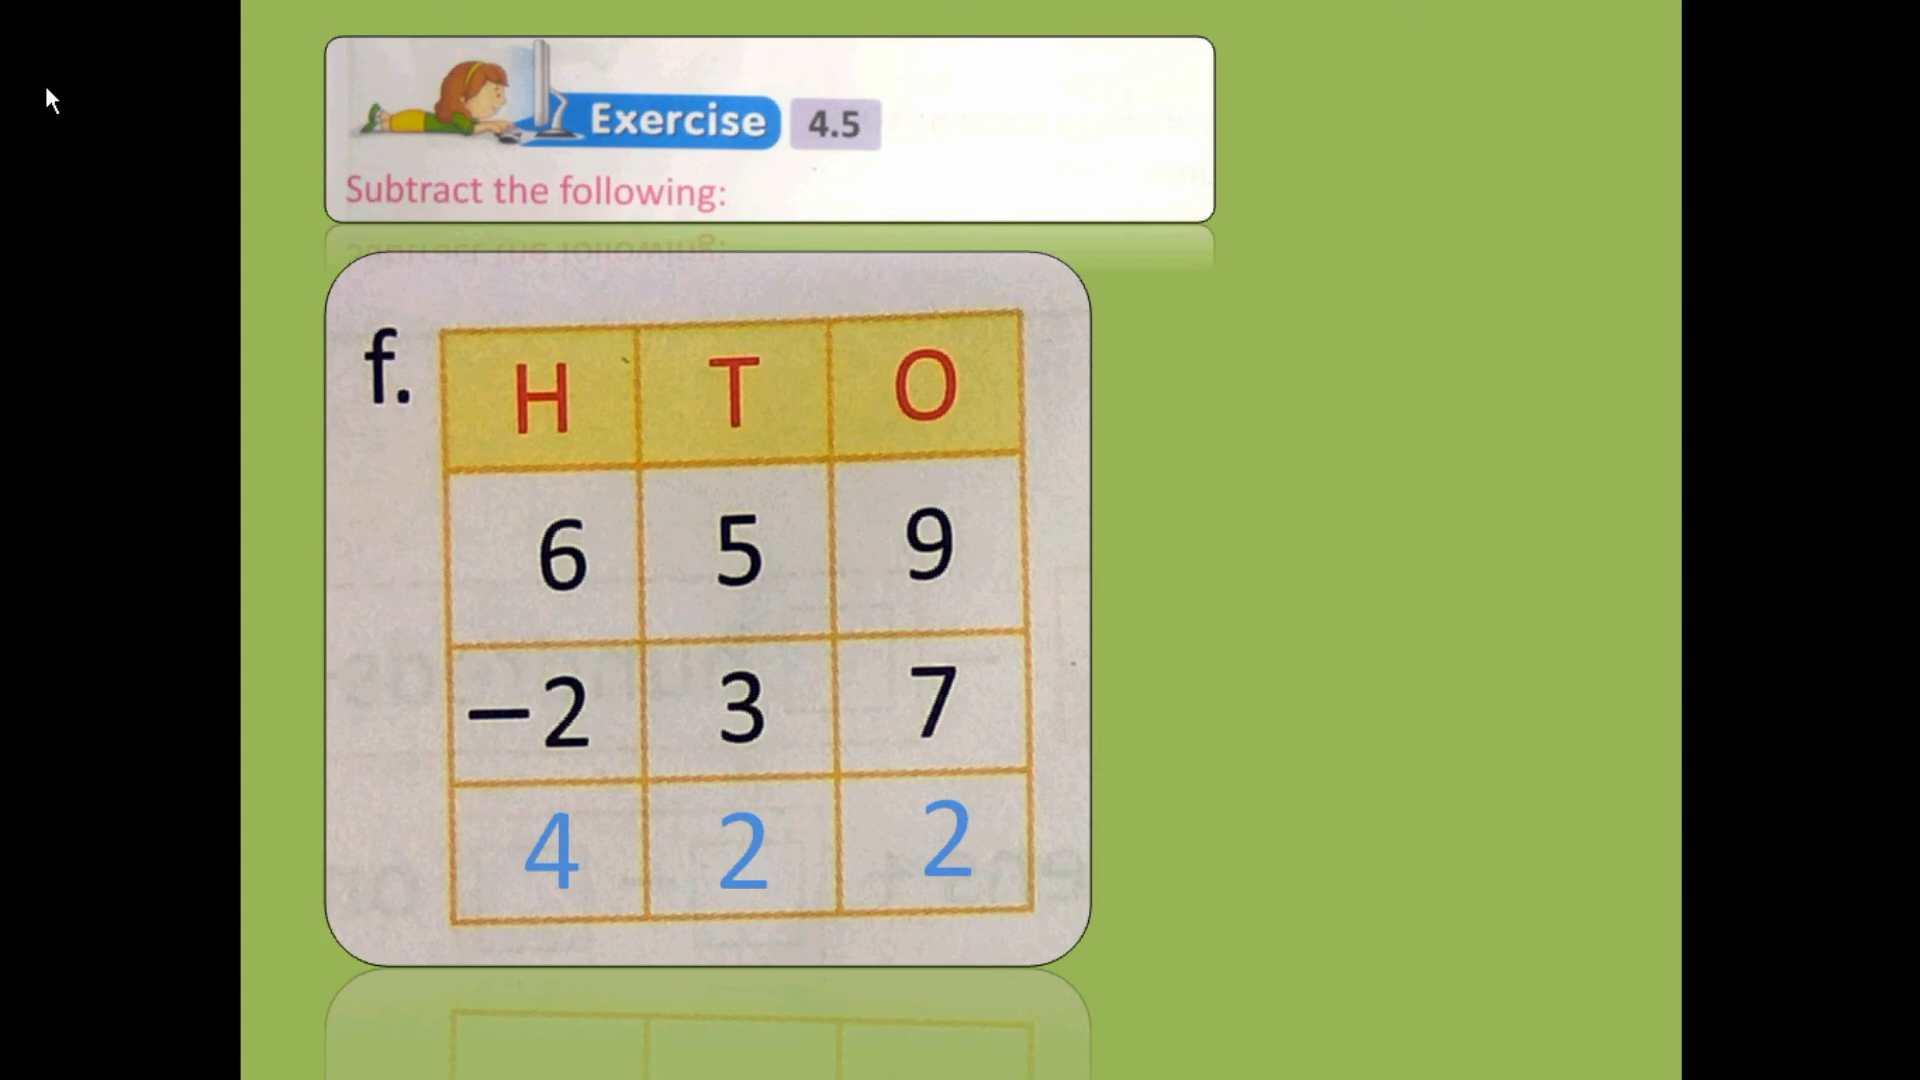 Exercise 4.5
Subtract the following:
f.
H T O
6 5 9
–2 3 7
4 2 2